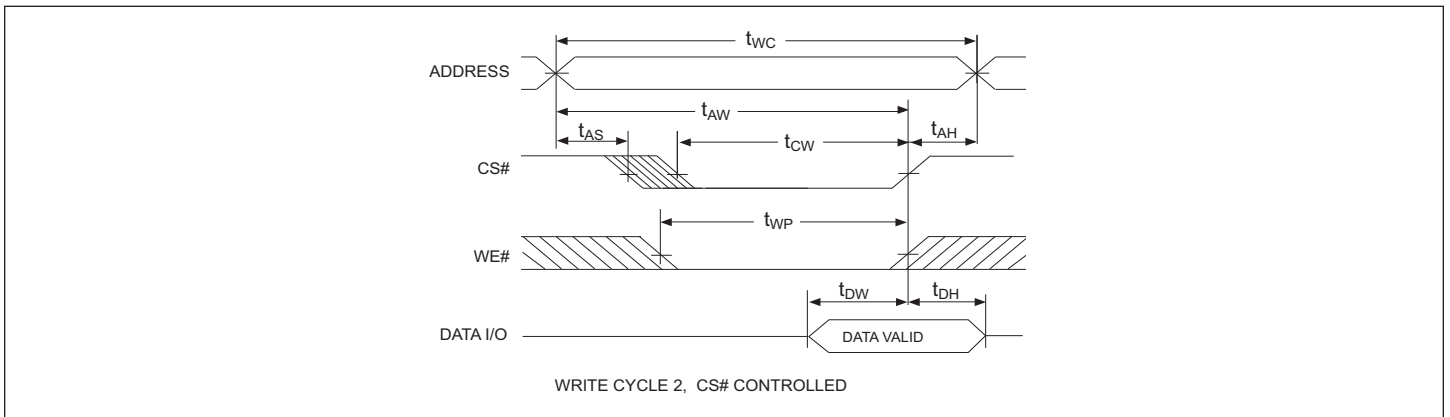 tWC
ADDRESS
tAW
tAS
tCW
tAH
CS#
tWP
WE#
tDW
tDH
DATA I/O
DATA VALID
WRITE CYCLE 2, CS# CONTROLLED